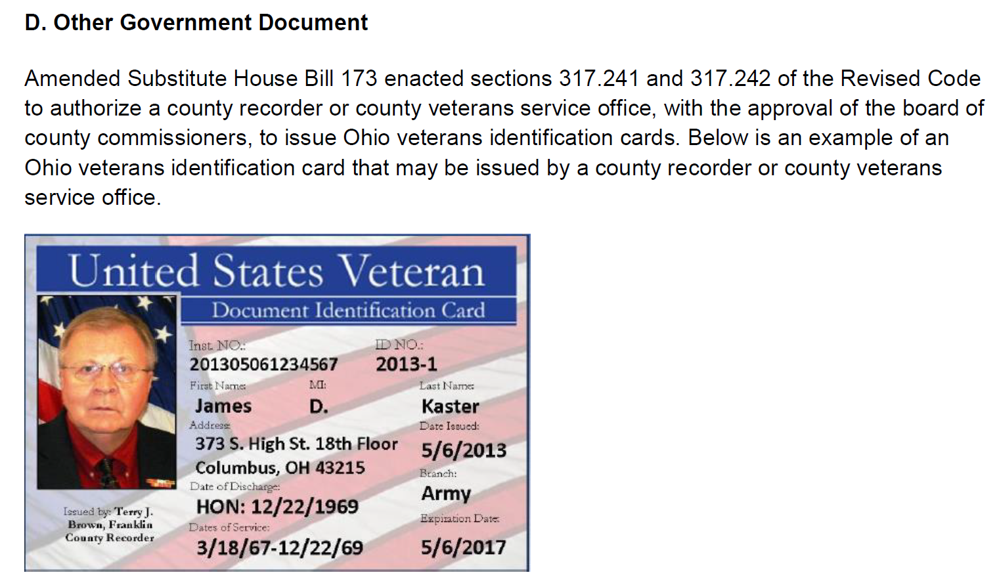 D. Other Government Document
Amended Substitute House Bill 173 enacted sections 317.241 and 317.242 of the Revised Code
to authorize a county recorder or county veterans service office, with the approval of the board of
county commissioners, to issue Ohio veterans identification cards. Below is an example of an
Ohio veterans identification card that may be issued by a county recorder or county veterans
service office.
United States Veteran
Document Identification Card
Inst. NO.: ID NO.:
201305061234567 2013-1
First Name: MI: Last Name:
James D. Kaster
Address: Date Issued:
373 S. High St. 18th Floor 5/6/2013
Columbus, OH 43215
Branch:
Date of Discharge: Army
HON: 12/22/1969
Issued by: Terry J.
Brown, Franklin
County Recorder
Expiration Date:
Dates of Service:
3/18/67-12/22/69 5/6/2017